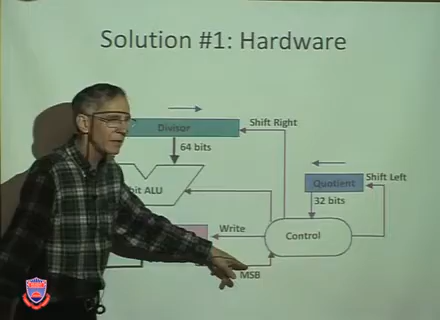 Solution #1: Hardware
Divisor
Shift Right
64 bits
bit ALU
Quotient
Shift Left
32 bits
Write
Control
MSB